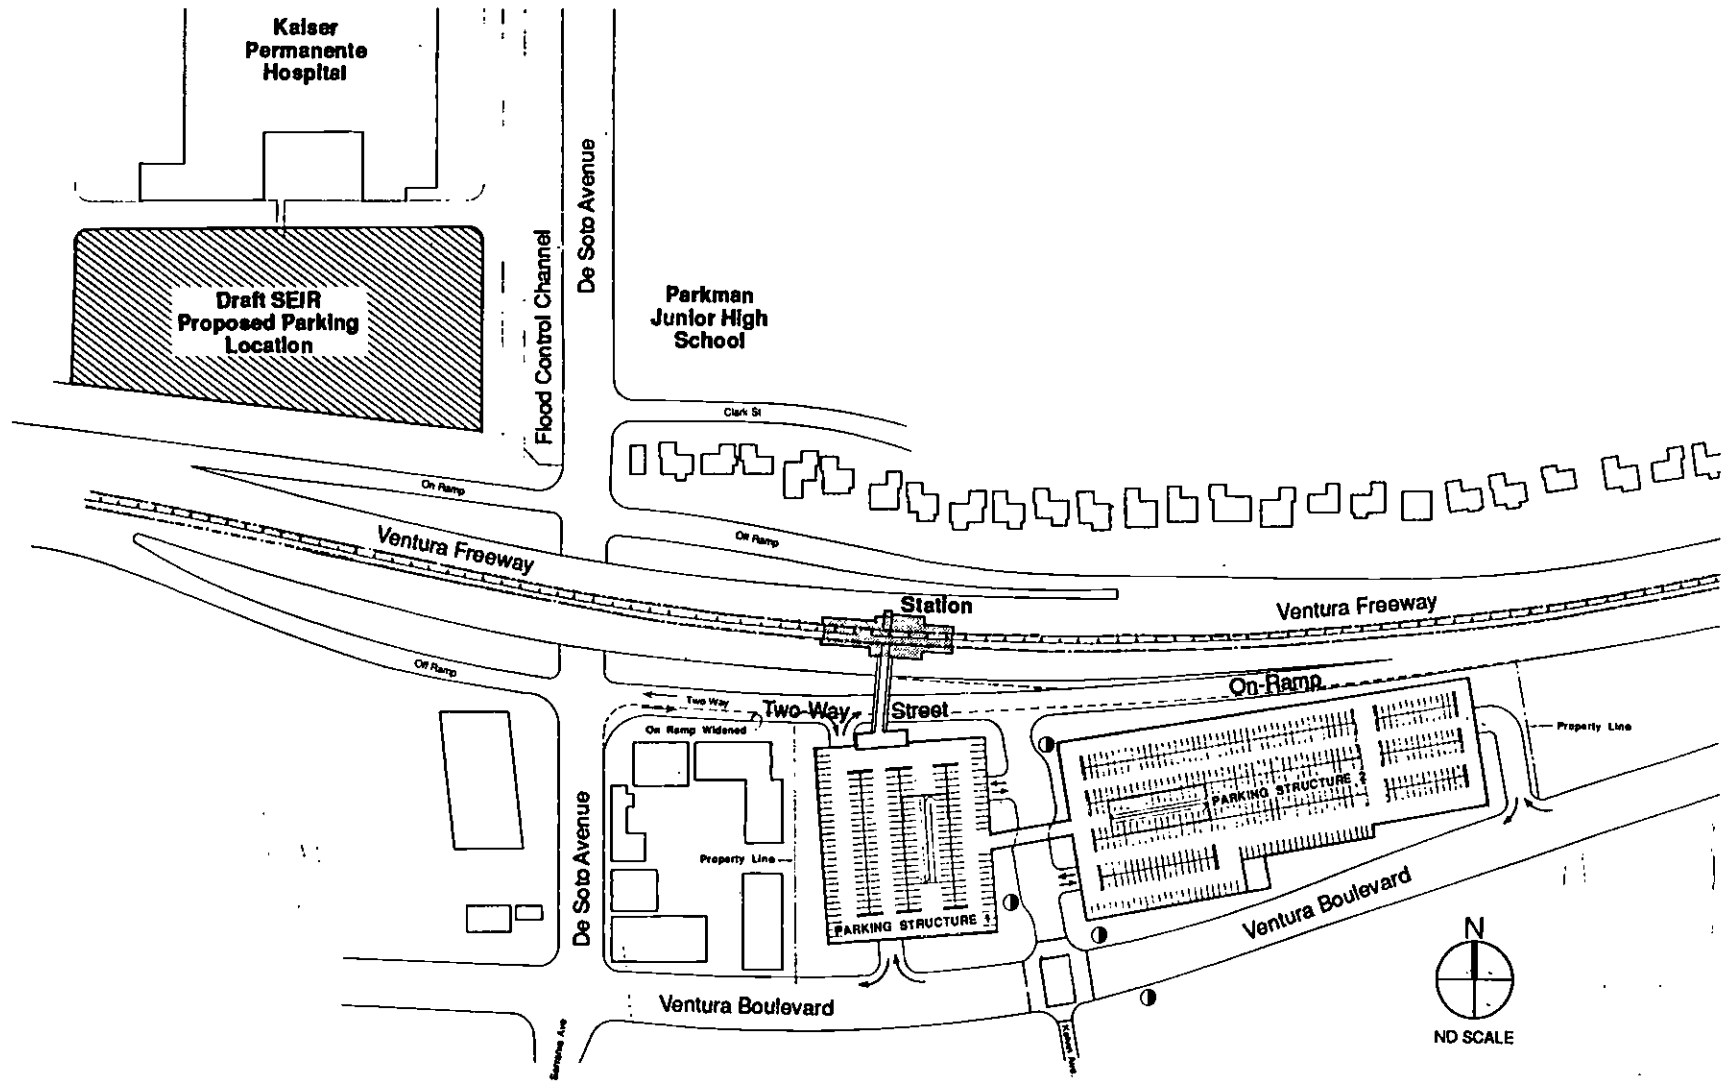 Kaiser
Permanente
Hospital
De Soto Avenue
Flood Control Channel
Draft SEIR
Proposed Parking
Location
Parkman
Junior High
School
Clark St
On Ramp
Ventura Freeway
Off Ramp
Station
Ventura Freeway
Off Ramp
On-Ramp
Two Way
Two-Way Street
On Ramp Widened
Property Line
PARKING STRUCTURE 2
De Soto Avenue
Property Line
PARKING STRUCTURE 1
Ventura Boulevard
Ventura Boulevard
N
ND SCALE
Serrania Ave